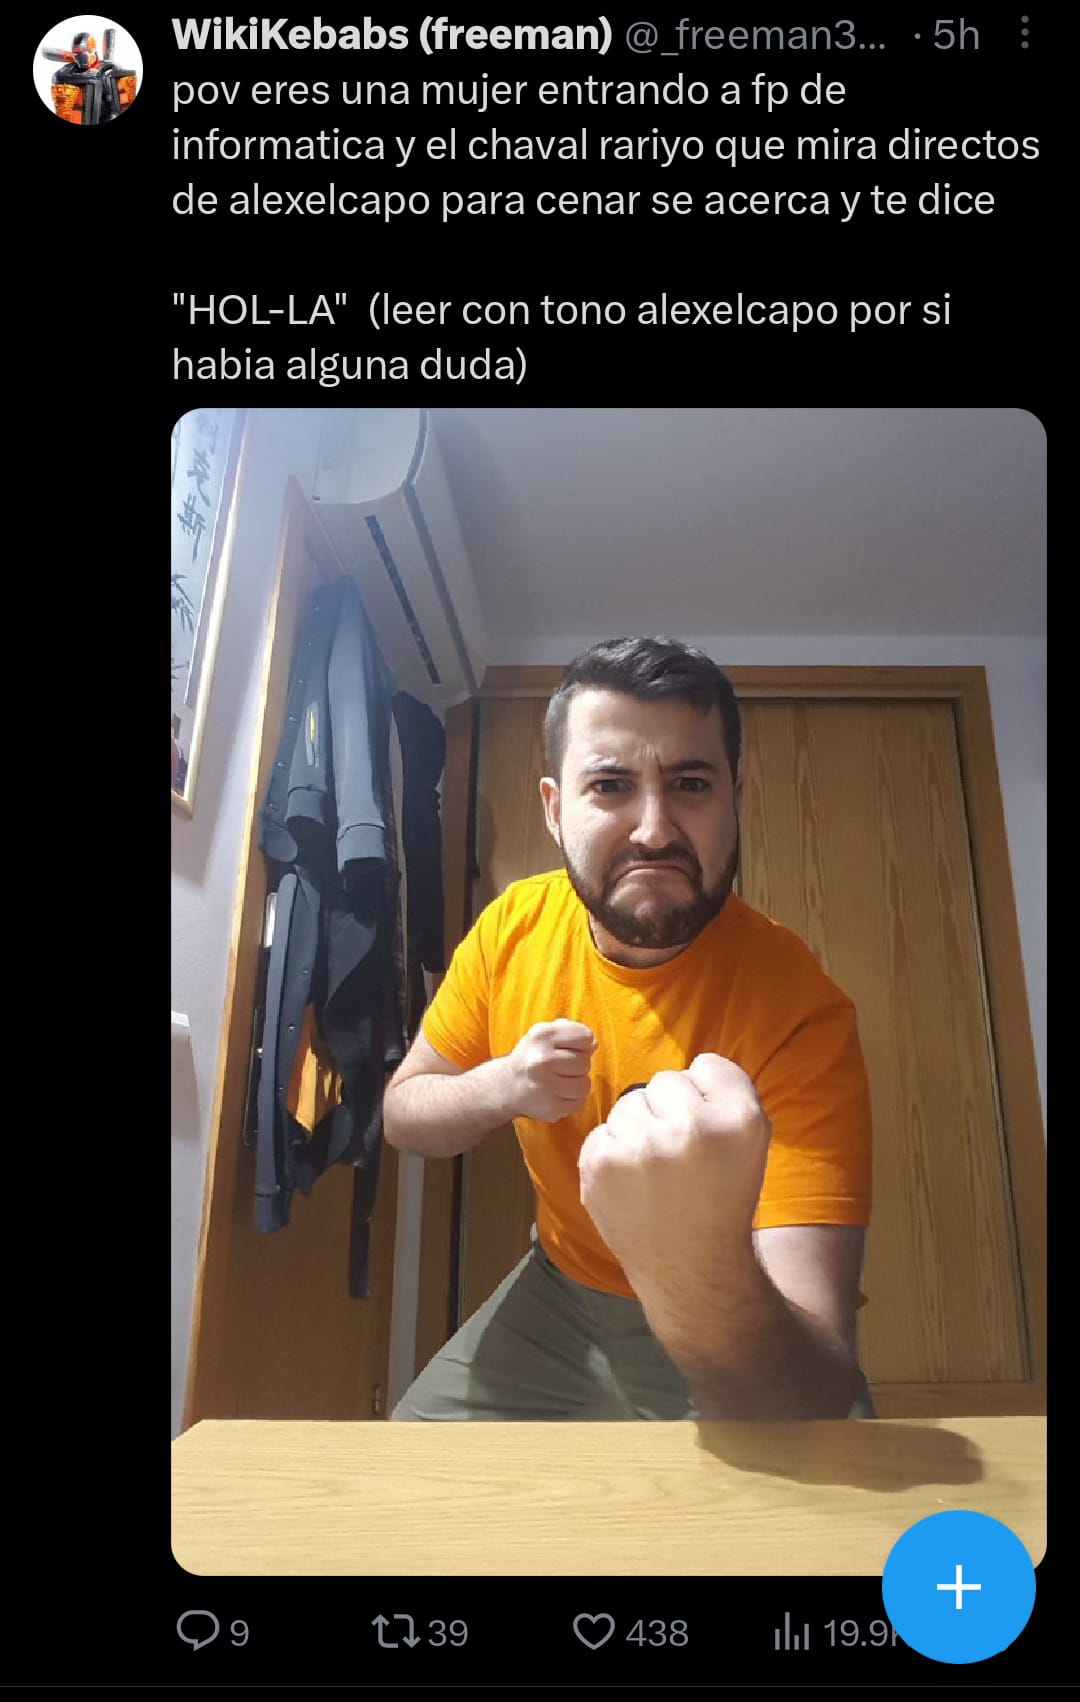 WikiKebabs (freeman) @_freeman3... · 5h
pov eres una mujer entrando a fp de
informatica y el chaval rariyo que mira directos
de alexelcapo para cenar se acerca y te dice
"HOL-LA" (leer con tono alexelcapo por si
habia alguna duda)
9 39 438 19.9